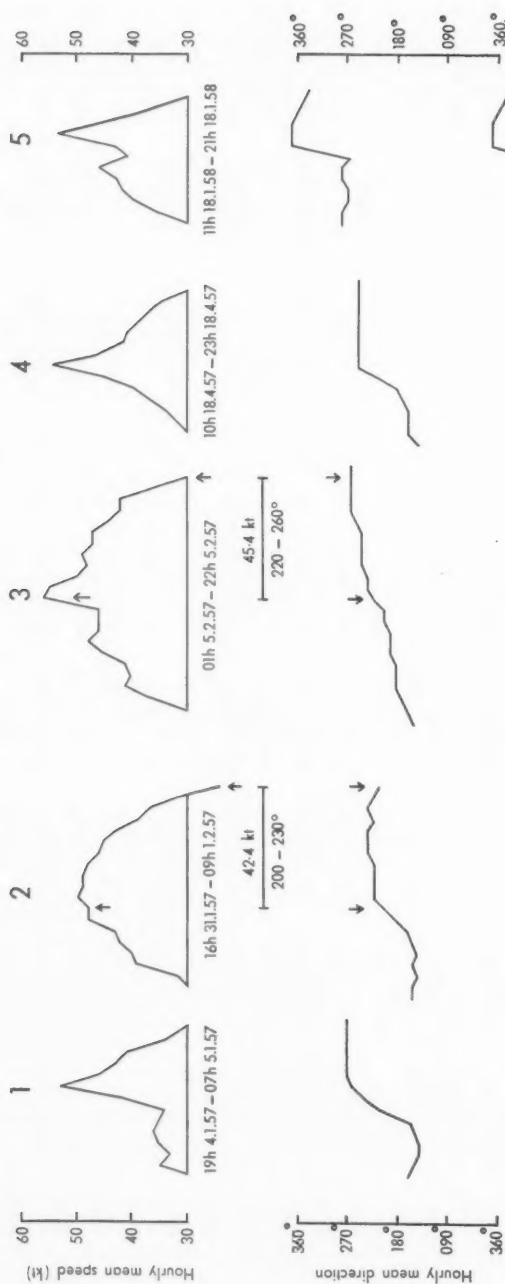 1 2 3 4 5
60
50
40
30
Hourly mean speed (kt)
60
50
40
30
19h 4.1.57 – 07h 5.1.57
16h 31.1.57 – 09h 1.2.57
01h 5.2.57 – 22h 5.2.57
10h 18.4.57 – 23h 18.4.57
11h 18.1.58 – 21h 18.1.58
42·4 kt
200 – 230°
45·4 kt
220 – 260°
360°
270°
180°
090°
360°
Hourly mean direction
360°
270°
180°
090°
360°